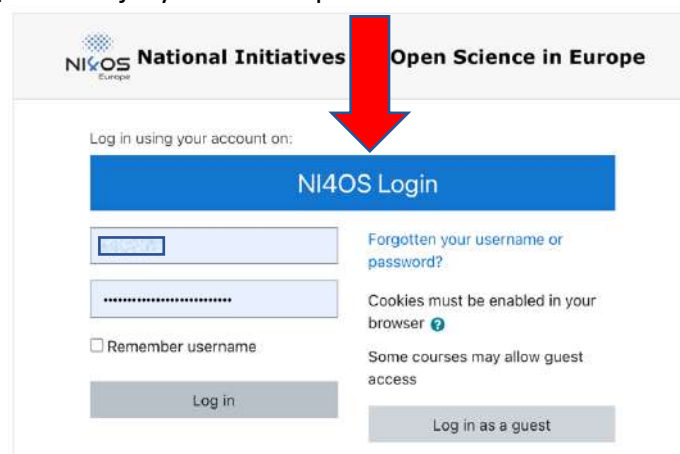 NI4OS
Europe
National Initiatives
Open Science in Europe
Log in using your account on:
NI4OS Login
Forgotten your username or
password?
Cookies must be enabled in your
browser ?
Remember username
Some courses may allow guest
access
Log in
Log in as a guest